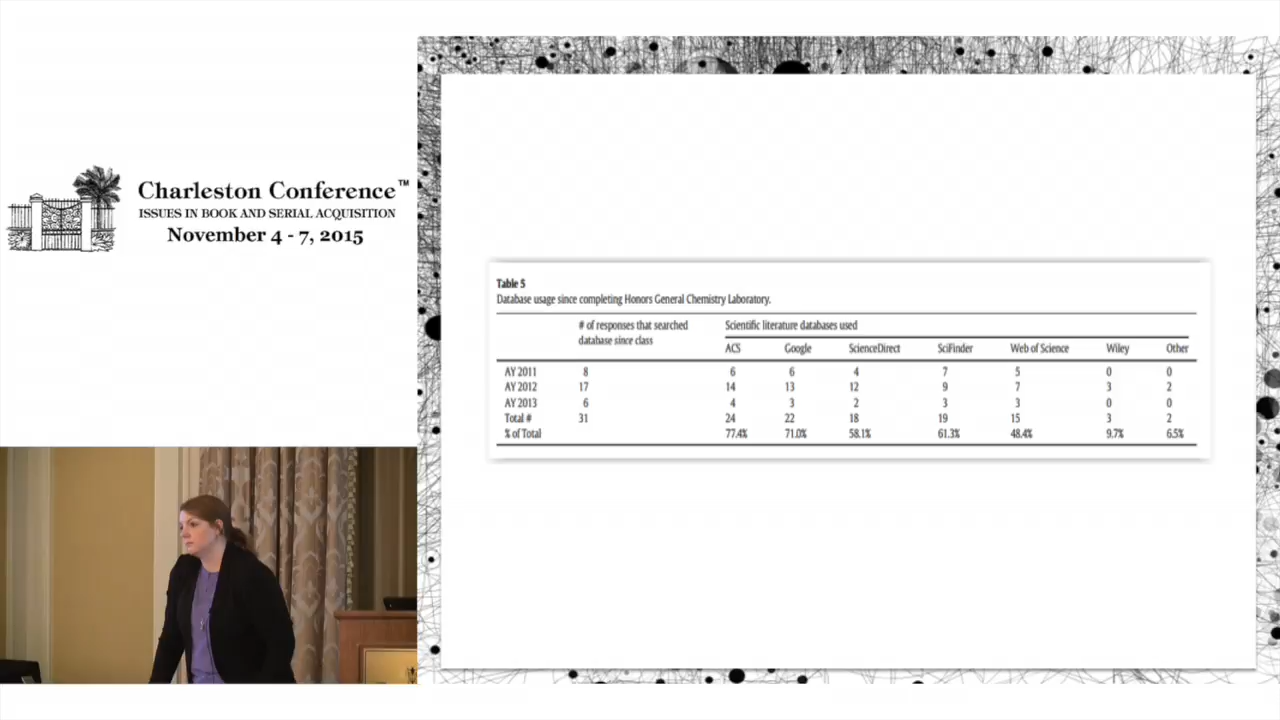 Charleston Conference™
ISSUES IN BOOK AND SERIAL ACQUISITION
November 4 - 7, 2015
Table 5
Database usage since completing Honors General Chemistry Laboratory.
# of responses that searched database since class Scientific literature databases used
ACS Google ScienceDirect SciFinder Web of Science Wiley Other
AY 2011 8 6 6 4 7 5 0 0
AY 2012 17 14 13 12 9 7 3 2
AY 2013 6 4 3 2 3 3 0 0
Total # 31 24 22 18 19 15 3 2
% of Total 77.4% 71.0% 58.1% 61.3% 48.4% 9.7% 6.5%